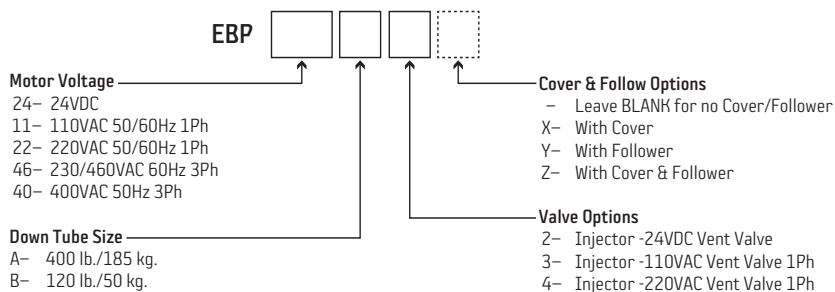 EBP
Motor Voltage
24– 24VDC
11– 110VAC 50/60Hz 1Ph
22– 220VAC 50/60Hz 1Ph
46– 230/460VAC 60Hz 3Ph
40– 400VAC 50Hz 3Ph
Down Tube Size
A– 400 lb./185 kg.
B– 120 lb./50 kg.
Cover & Follow Options
– Leave BLANK for no Cover/Follower
X– With Cover
Y– With Follower
Z– With Cover & Follower
Valve Options
2– Injector -24VDC Vent Valve
3– Injector -110VAC Vent Valve 1Ph
4– Injector -220VAC Vent Valve 1Ph